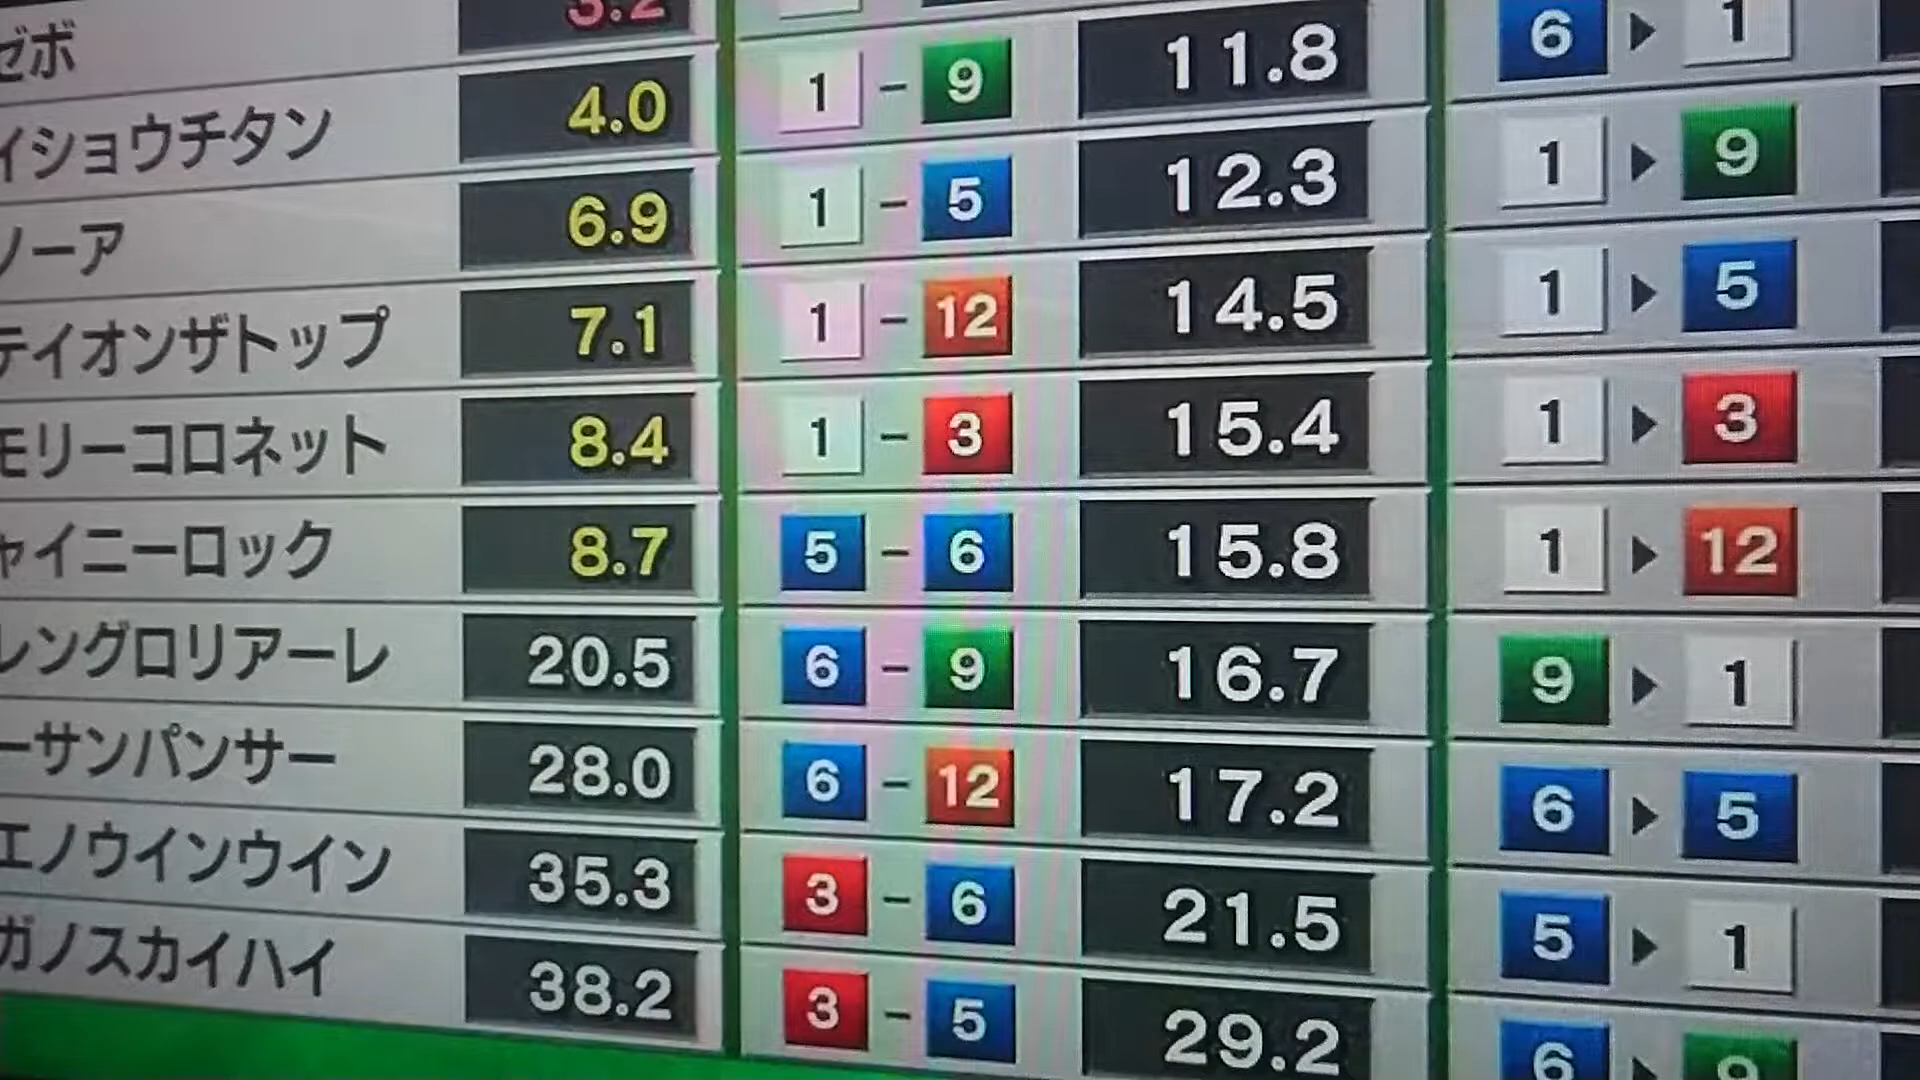 ゼボ 3.2 6 ▶ 1
イショウチタン 4.0 1 - 9 11.8 1 ▶ 9
ノーア 6.9 1 - 5 12.3 1 ▶ 5
テイオンザトップ 7.1 1 - 12 14.5 1 ▶ 3
モリーコロネット 8.4 1 - 3 15.4 1 ▶ 12
ャイニーロック 8.7 5 - 6 15.8 9 ▶ 1
レングロリアーレ 20.5 6 - 9 16.7 6 ▶ 5
ーサンパンサー 28.0 6 - 12 17.2 5 ▶ 1
エノウインウイン 35.3 3 - 6 21.5 6 ▶ 9
ガノスカイハイ 38.2 3 - 5 29.2